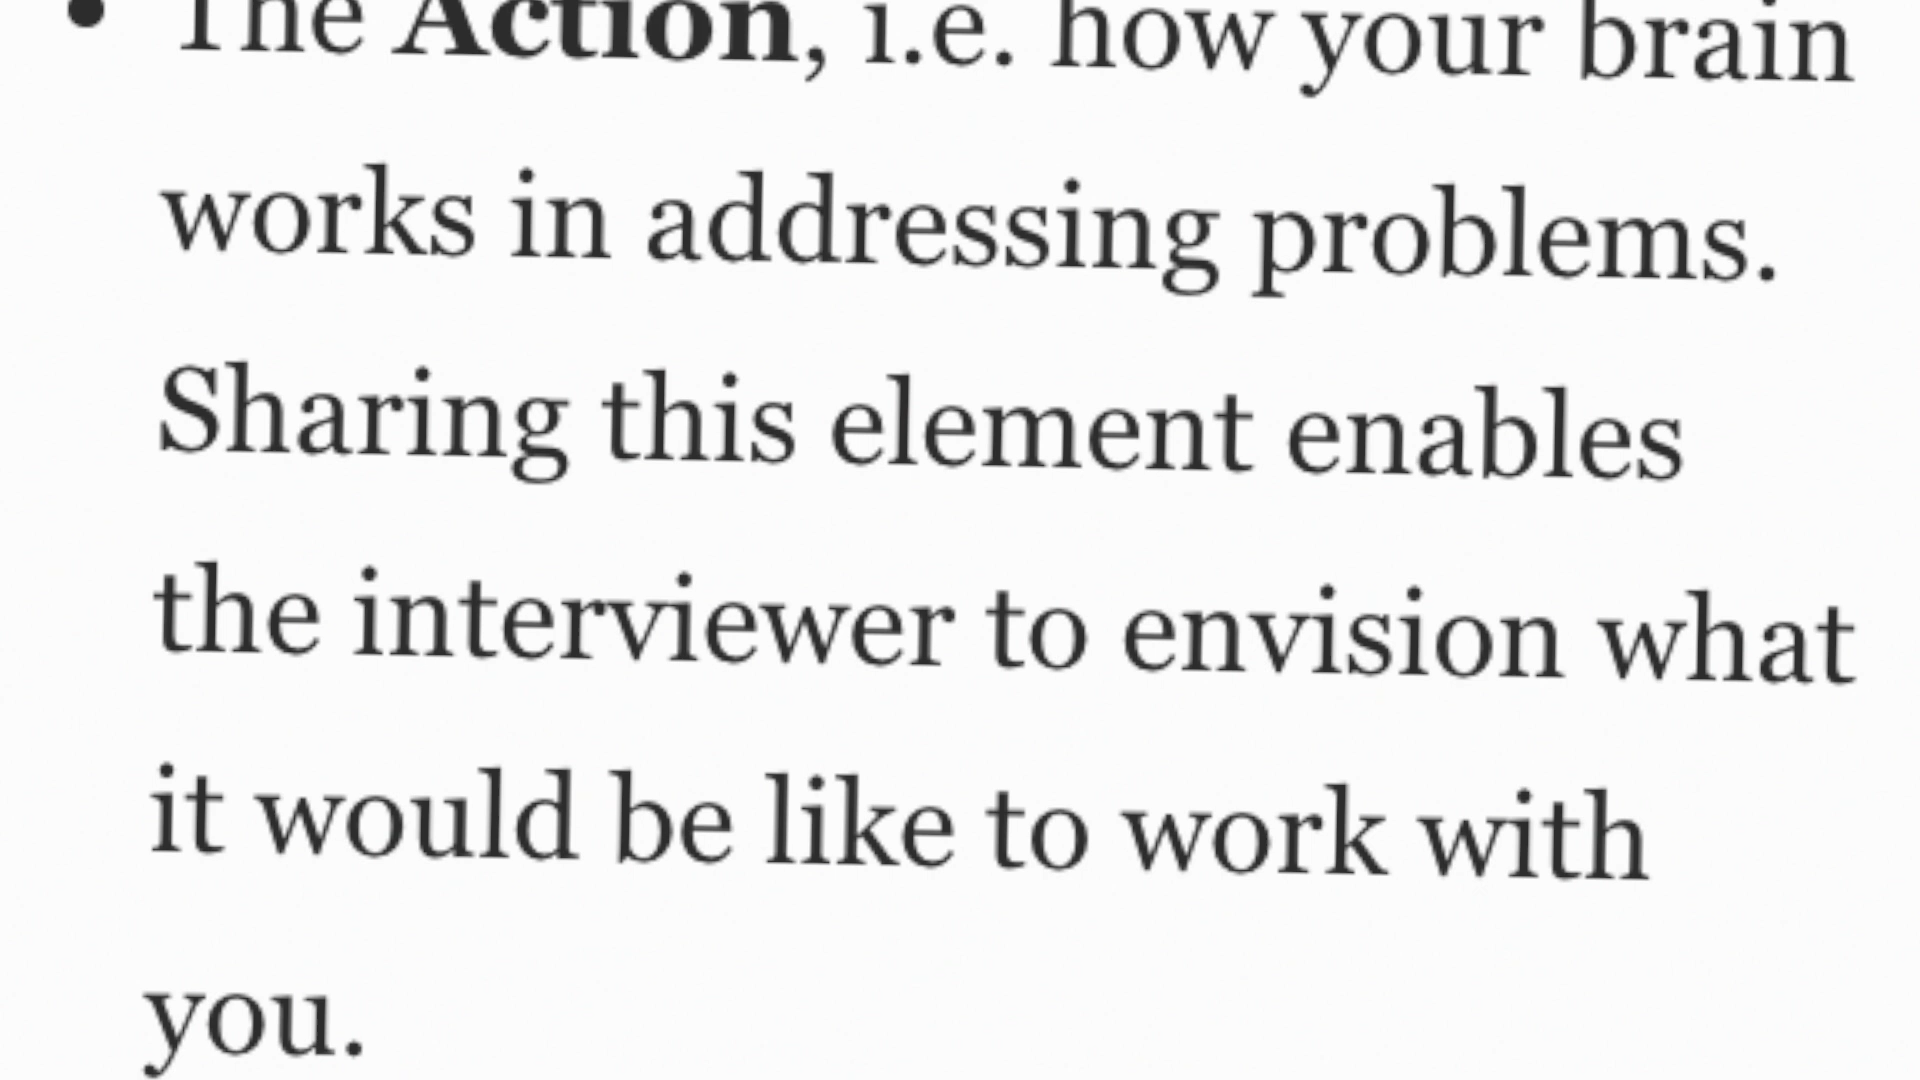 • The Action, i.e. how your brain
works in addressing problems.
Sharing this element enables
the interviewer to envision what
it would be like to work with
you.